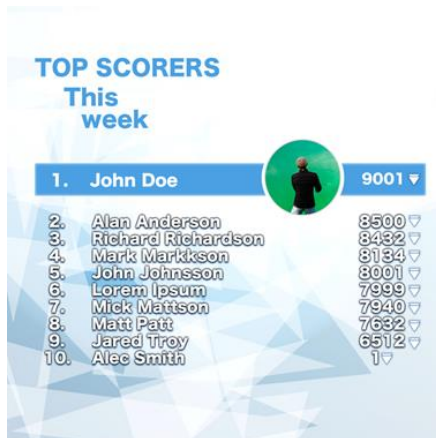 TOP SCORERS
This
week
1. John Doe 9001
2. Alan Anderson 8500
3. Richard Richardson 8432
4. Mark Markkson 8134
5. John Johnsson 8001
6. Lorem Ipsum 7999
7. Mick Mattson 7940
8. Matt Patt 7632
9. Jared Troy 6512
10. Alec Smith 1